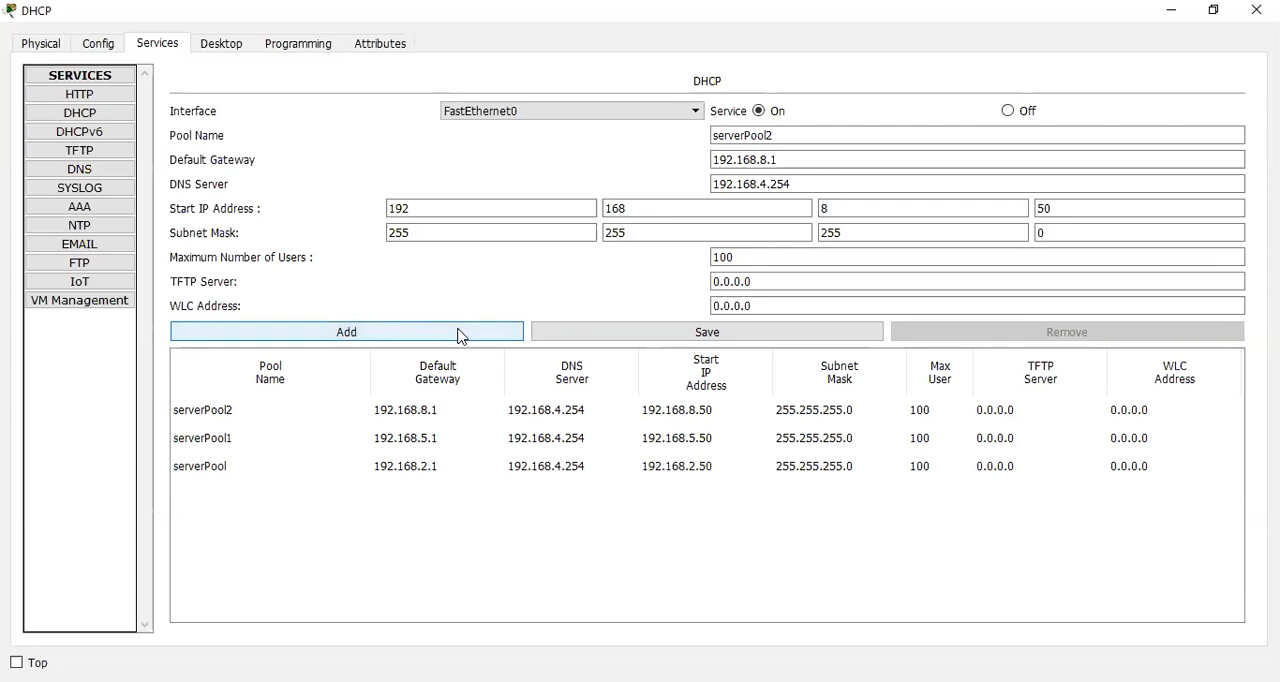 DHCP
Physical Config Services Desktop Programming Attributes
SERVICES
HTTP
DHCP
DHCPv6
TFTP
DNS
SYSLOG
AAA
NTP
EMAIL
FTP
IoT
VM Management
DHCP
Interface FastEthernet0 Service On Off
Pool Name serverPool2
Default Gateway 192.168.8.1
DNS Server 192.168.4.254
Start IP Address : 192 168 8 50
Subnet Mask: 255 255 255 0
Maximum Number of Users : 100
TFTP Server: 0.0.0.0
WLC Address: 0.0.0.0
Add Save Remove
Pool Name Default Gateway DNS Server Start IP Address Subnet Mask Max User TFTP Server WLC Address
serverPool2 192.168.8.1 192.168.4.254 192.168.8.50 255.255.255.0 100 0.0.0.0 0.0.0.0
serverPool1 192.168.5.1 192.168.4.254 192.168.5.50 255.255.255.0 100 0.0.0.0 0.0.0.0
serverPool 192.168.2.1 192.168.4.254 192.168.2.50 255.255.255.0 100 0.0.0.0 0.0.0.0
Top